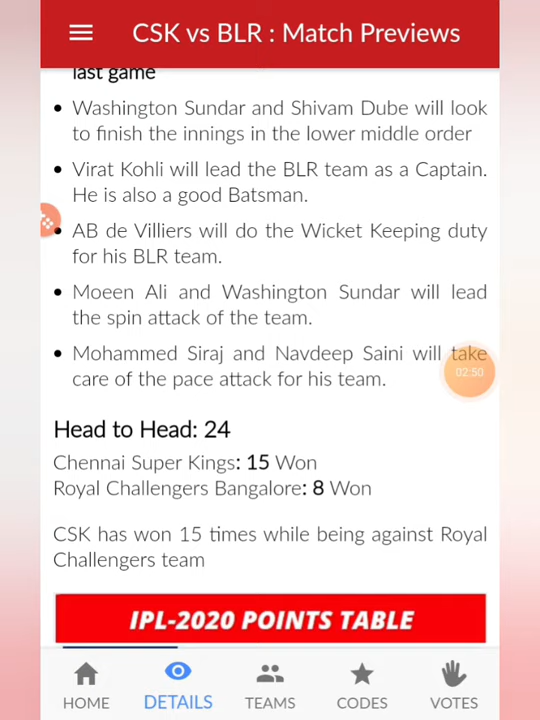 CSK vs BLR : Match Previews
last game
Washington Sundar and Shivam Dube will look
to finish the innings in the lower middle order
Virat Kohli will lead the BLR team as a Captain.
He is also a good Batsman.
AB de Villiers will do the Wicket Keeping duty
for his BLR team.
Moeen Ali and Washington Sundar will lead
the spin attack of the team.
Mohammed Siraj and Navdeep Saini will take
care of the pace attack for his team.
02:50
Head to Head: 24
Chennai Super Kings: 15 Won
Royal Challengers Bangalore: 8 Won
CSK has won 15 times while being against Royal
Challengers team
IPL-2020 POINTS TABLE
HOME DETAILS TEAMS CODES VOTES